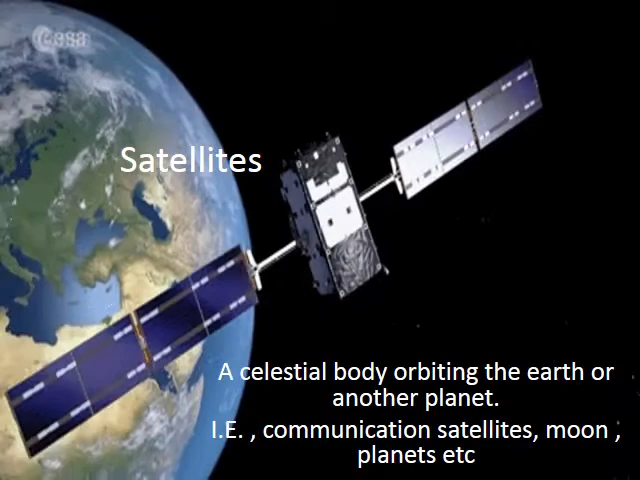 esa
Satellites
A celestial body orbiting the earth or
another planet.
I.E. , communication satellites, moon ,
planets etc